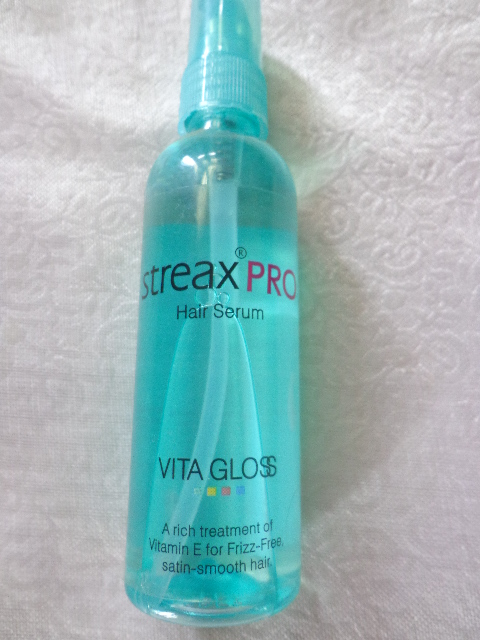 streax® PRO
Hair Serum
VITA GLOSS
A rich treatment of
Vitamin E for Frizz-Free,
satin-smooth hair.